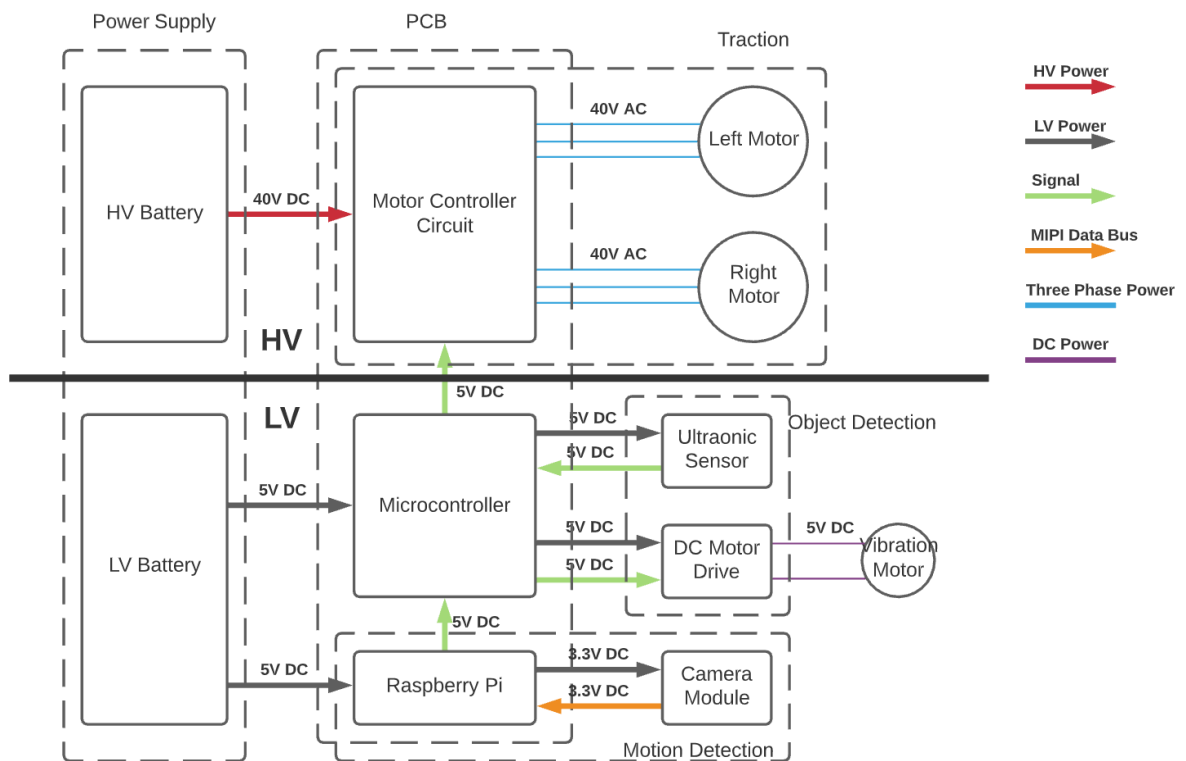 Power Supply
PCB
Traction
HV Power
LV Power
Signal
MIPI Data Bus
Three Phase Power
DC Power
HV Battery
40V DC
Motor Controller
Circuit
40V AC
Left Motor
40V AC
Right
Motor
HV
LV
5V DC
LV Battery
5V DC
Microcontroller
5V DC
5V DC
Ultraonic
Sensor
Object Detection
5V DC
5V DC
DC Motor
Drive
5V DC
Vibration
Motor
5V DC
5V DC
Raspberry Pi
3.3V DC
3.3V DC
Camera
Module
Motion Detection